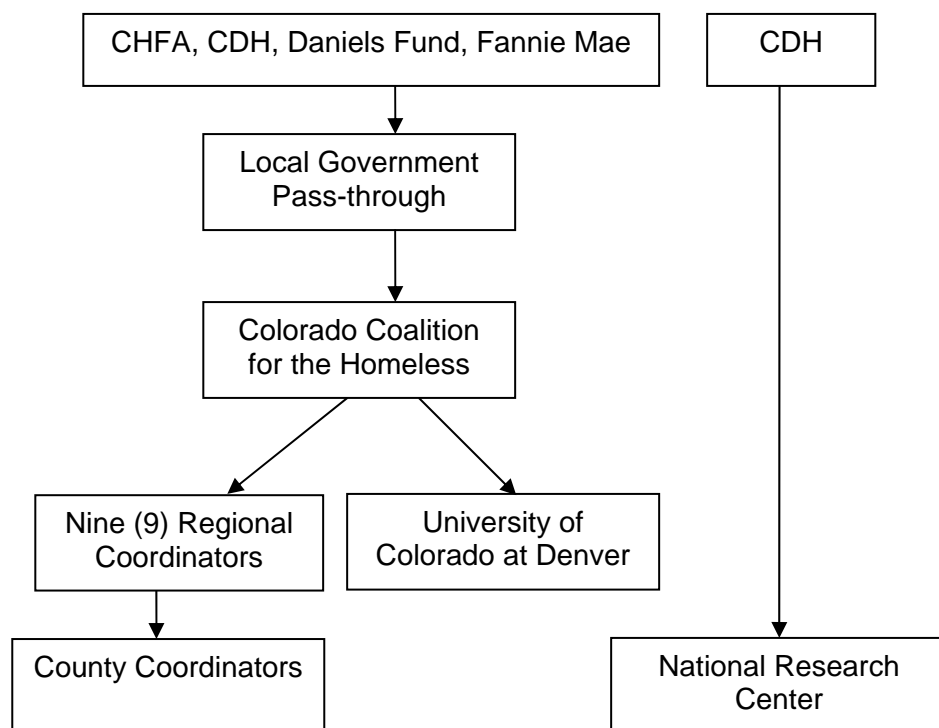 CHFA, CDH, Daniels Fund, Fannie Mae
CDH
Local Government
Pass-through
Colorado Coalition
for the Homeless
Nine (9) Regional
Coordinators
University of
Colorado at Denver
County Coordinators
National Research
Center